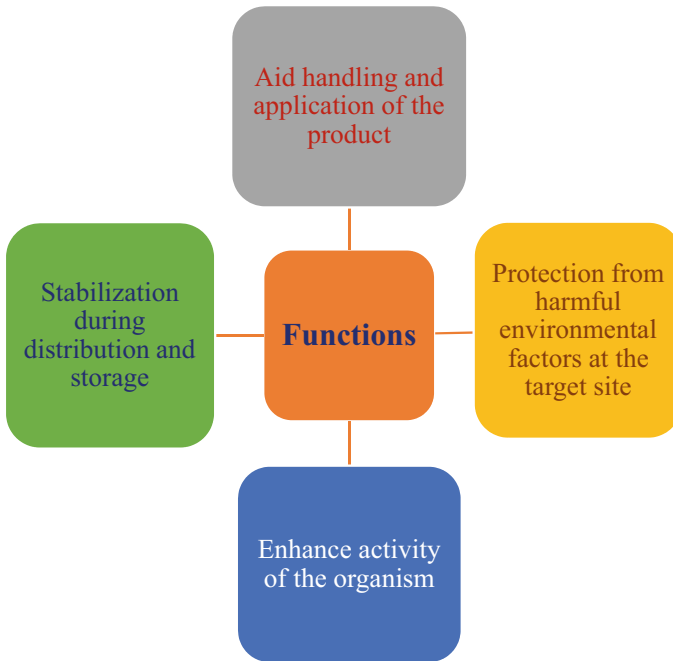 Aid handling and
application of the
product
Stabilization
during
distribution and
storage
Functions
Protection from
harmful
environmental
factors at the
target site
Enhance activity
of the organism